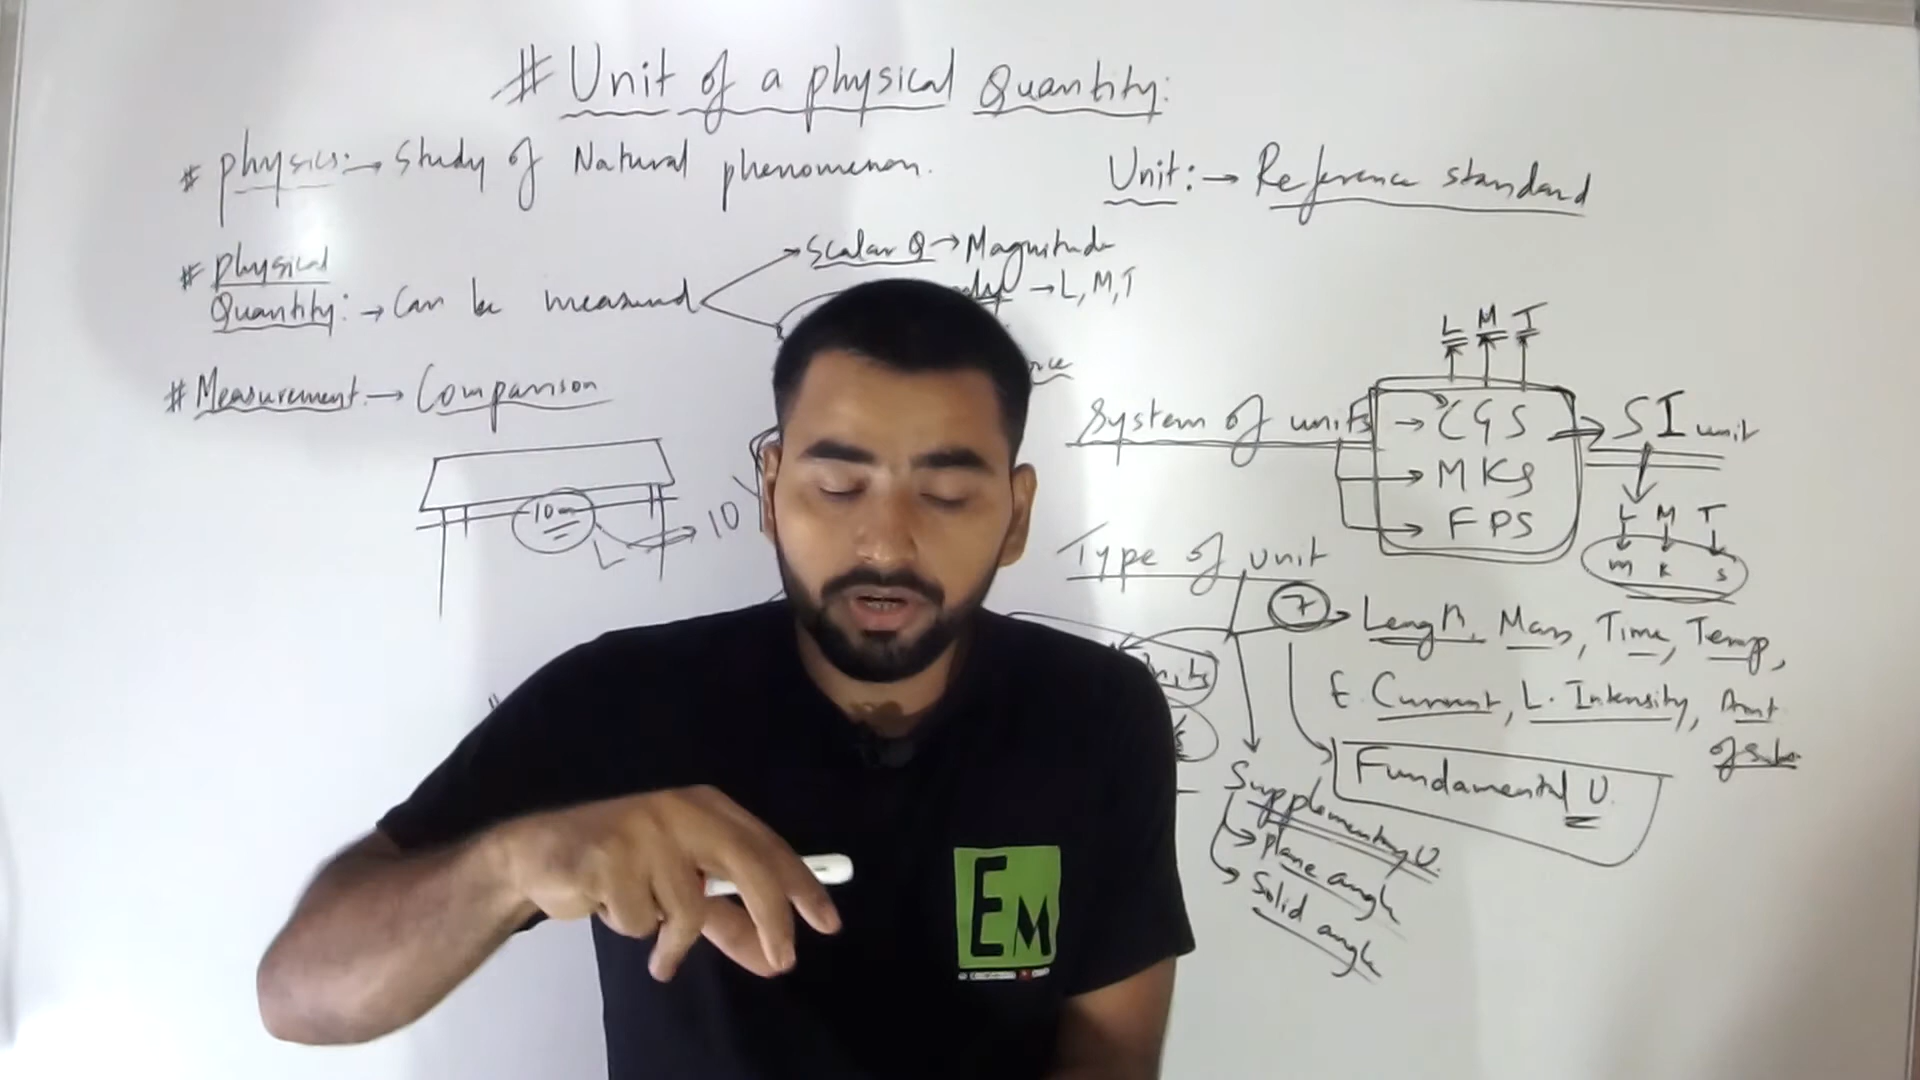 # Unit of a physical Quantity:
# Physics:→ Study of Natural phenomenon.
# Physical Quantity:→ Can be measured
→ Scalar Q → Magnitude
→ L, M, T
# Measurement.→ Comparison
10m
L
10
Unit:→ Reference standard
L M T
System of units → CGS → SI unit
→ MKS
→ FPS
L M T
m k s
Type of unit
7 → Length, Mass, Time, Temp,
E. Current, L. Intensity, Amt of Subs
Fundamental U.
Supplementary U.
→ plane angle
→ Solid angle
EM